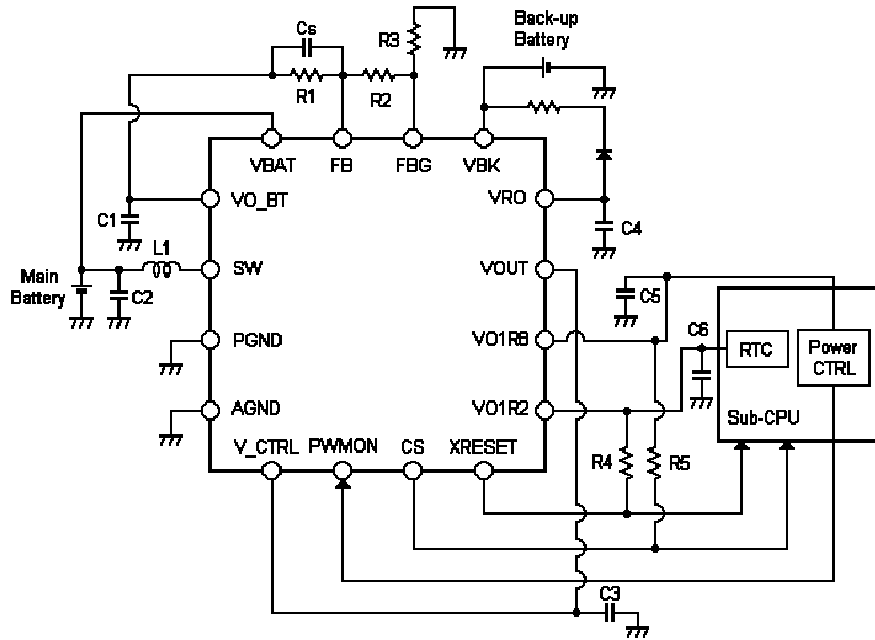 Cs
R3
Back-up
Battery
R1
R2
VBAT
FB
FBG
VBK
VO_BT
VRO
C1
C4
L1
SW
VOUT
Main
Battery
C2
C5
PGND
VO1R8
C6
RTC
Power
CTRL
AGND
VO1R2
Sub-CPU
V_CTRL
PWMON
CS
XRESET
R4
R5
C3